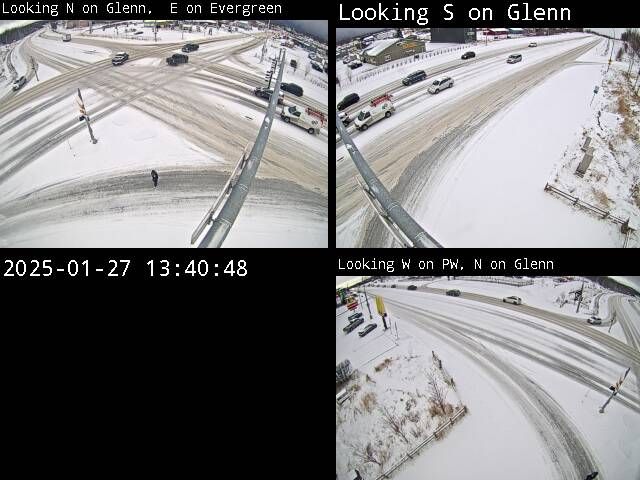 Looking N on Glenn, E on Evergreen
Looking S on Glenn
2025-01-27 13:40:48
Looking W on PW, N on Glenn